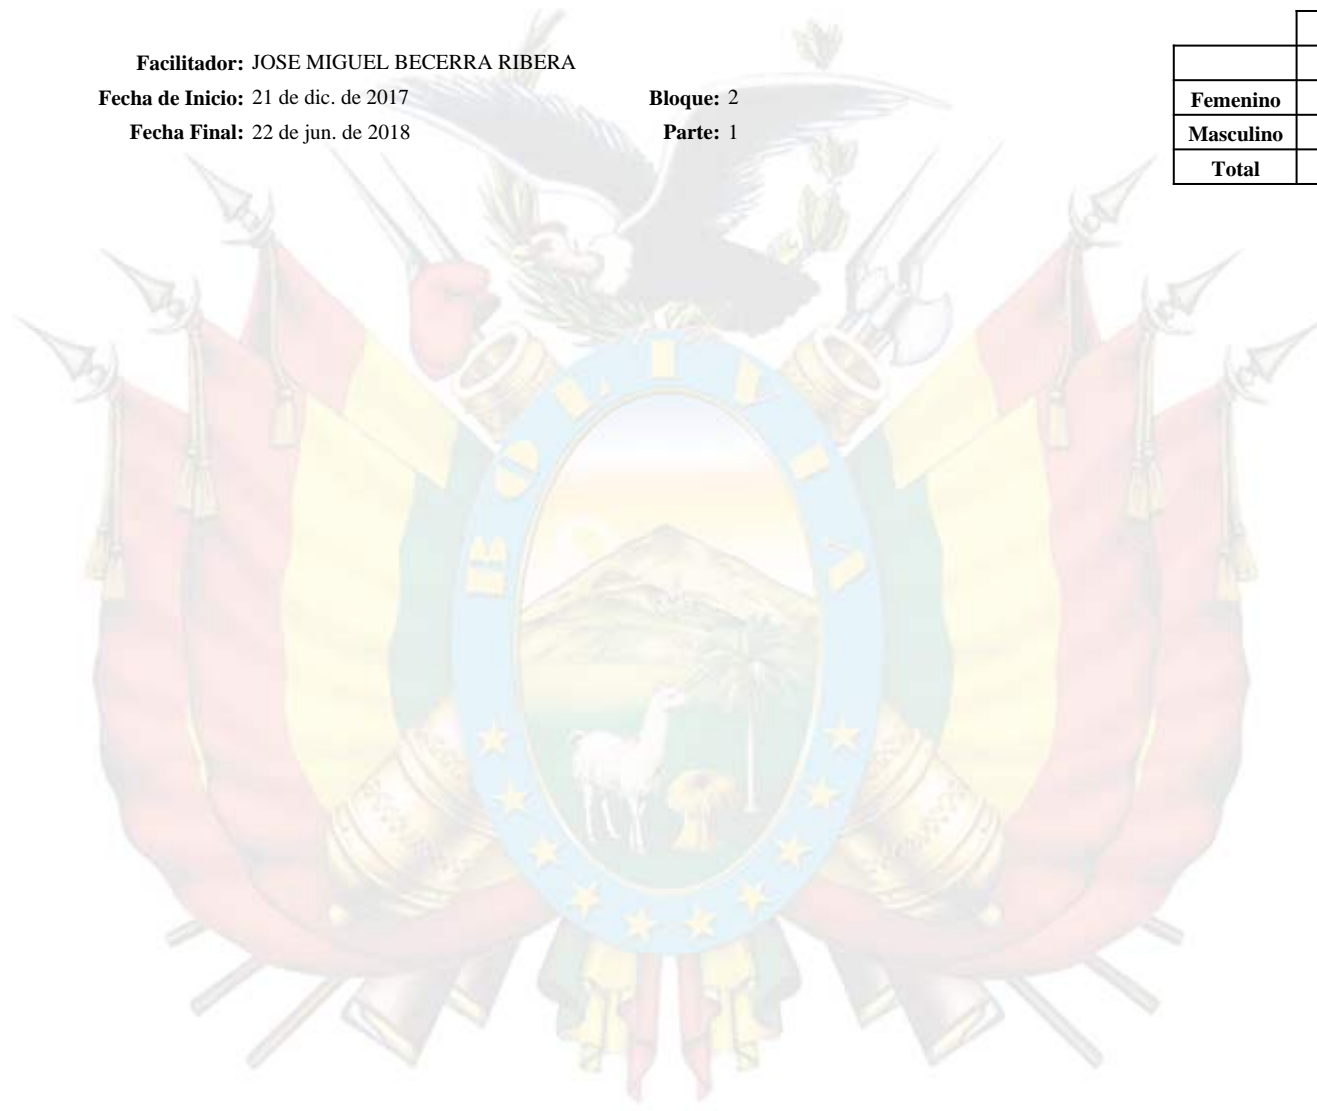 Facilitador: JOSE MIGUEL BECERRA RIBERA
Fecha de Inicio: 21 de dic. de 2017 Bloque: 2
Fecha Final: 22 de jun. de 2018 Parte: 1
Femenino
Masculino
Total
BOLIVIA